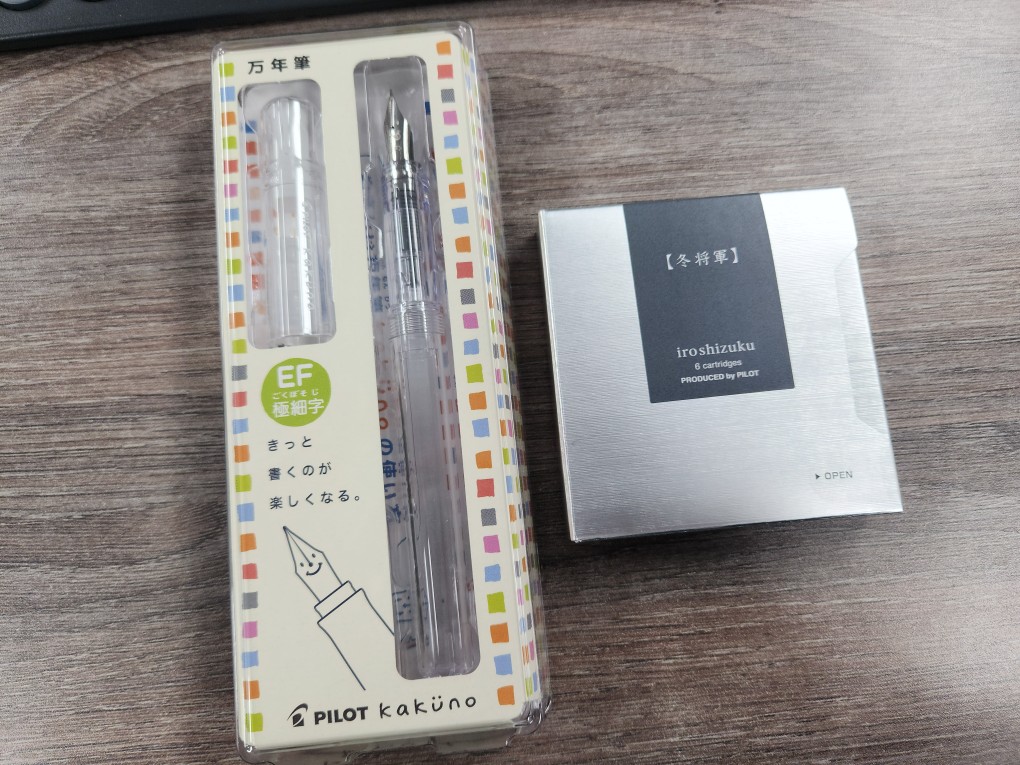 万年筆
EF
ごくぼそじ
極細字
きっと
書くのが
楽しくなる。
PILOT kaküno
【冬将軍】
iroshizuku
6 cartridges
PRODUCED by PILOT
OPEN